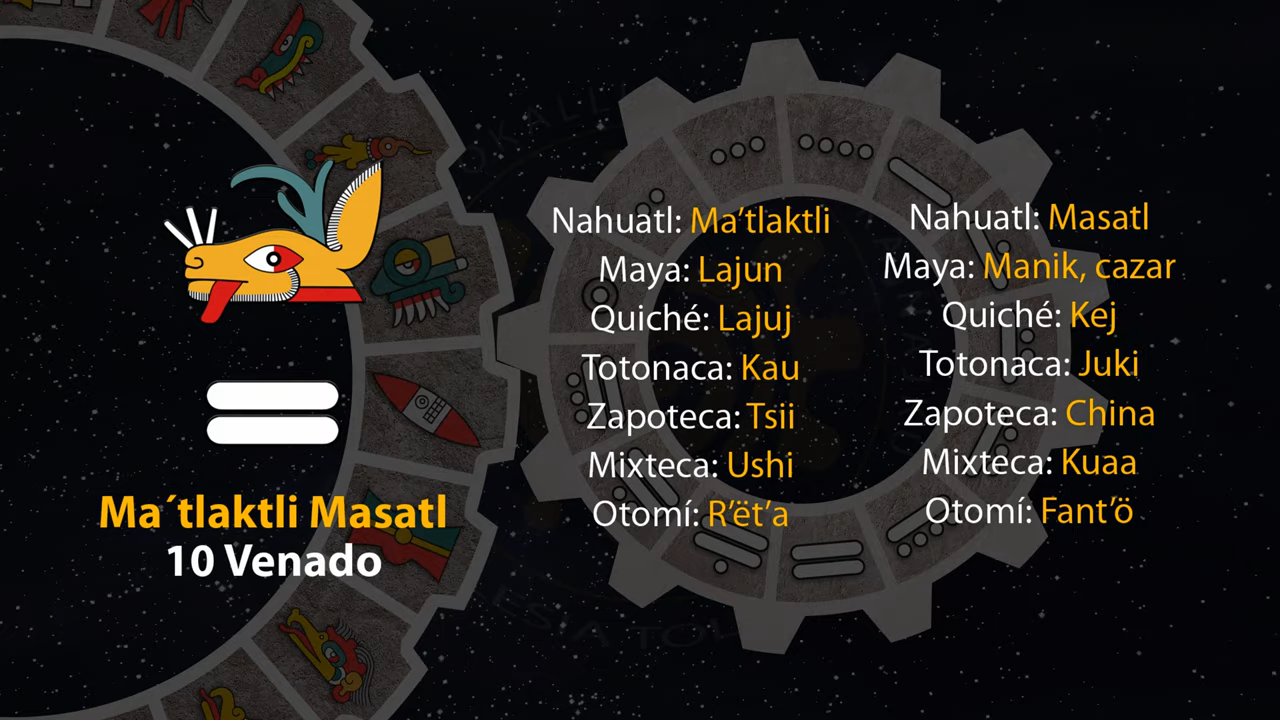 Ma´tlaktli Masatl
10 Venado
Nahuatl: Ma’tlaktli
Maya: Lajun
Quiché: Lajuj
Totonaca: Kau
Zapoteca: Tsii
Mixteca: Ushi
Otomí: R’ët’a
Nahuatl: Masatl
Maya: Manik, cazar
Quiché: Kej
Totonaca: Juki
Zapoteca: China
Mixteca: Kuaa
Otomí: Fant’ö